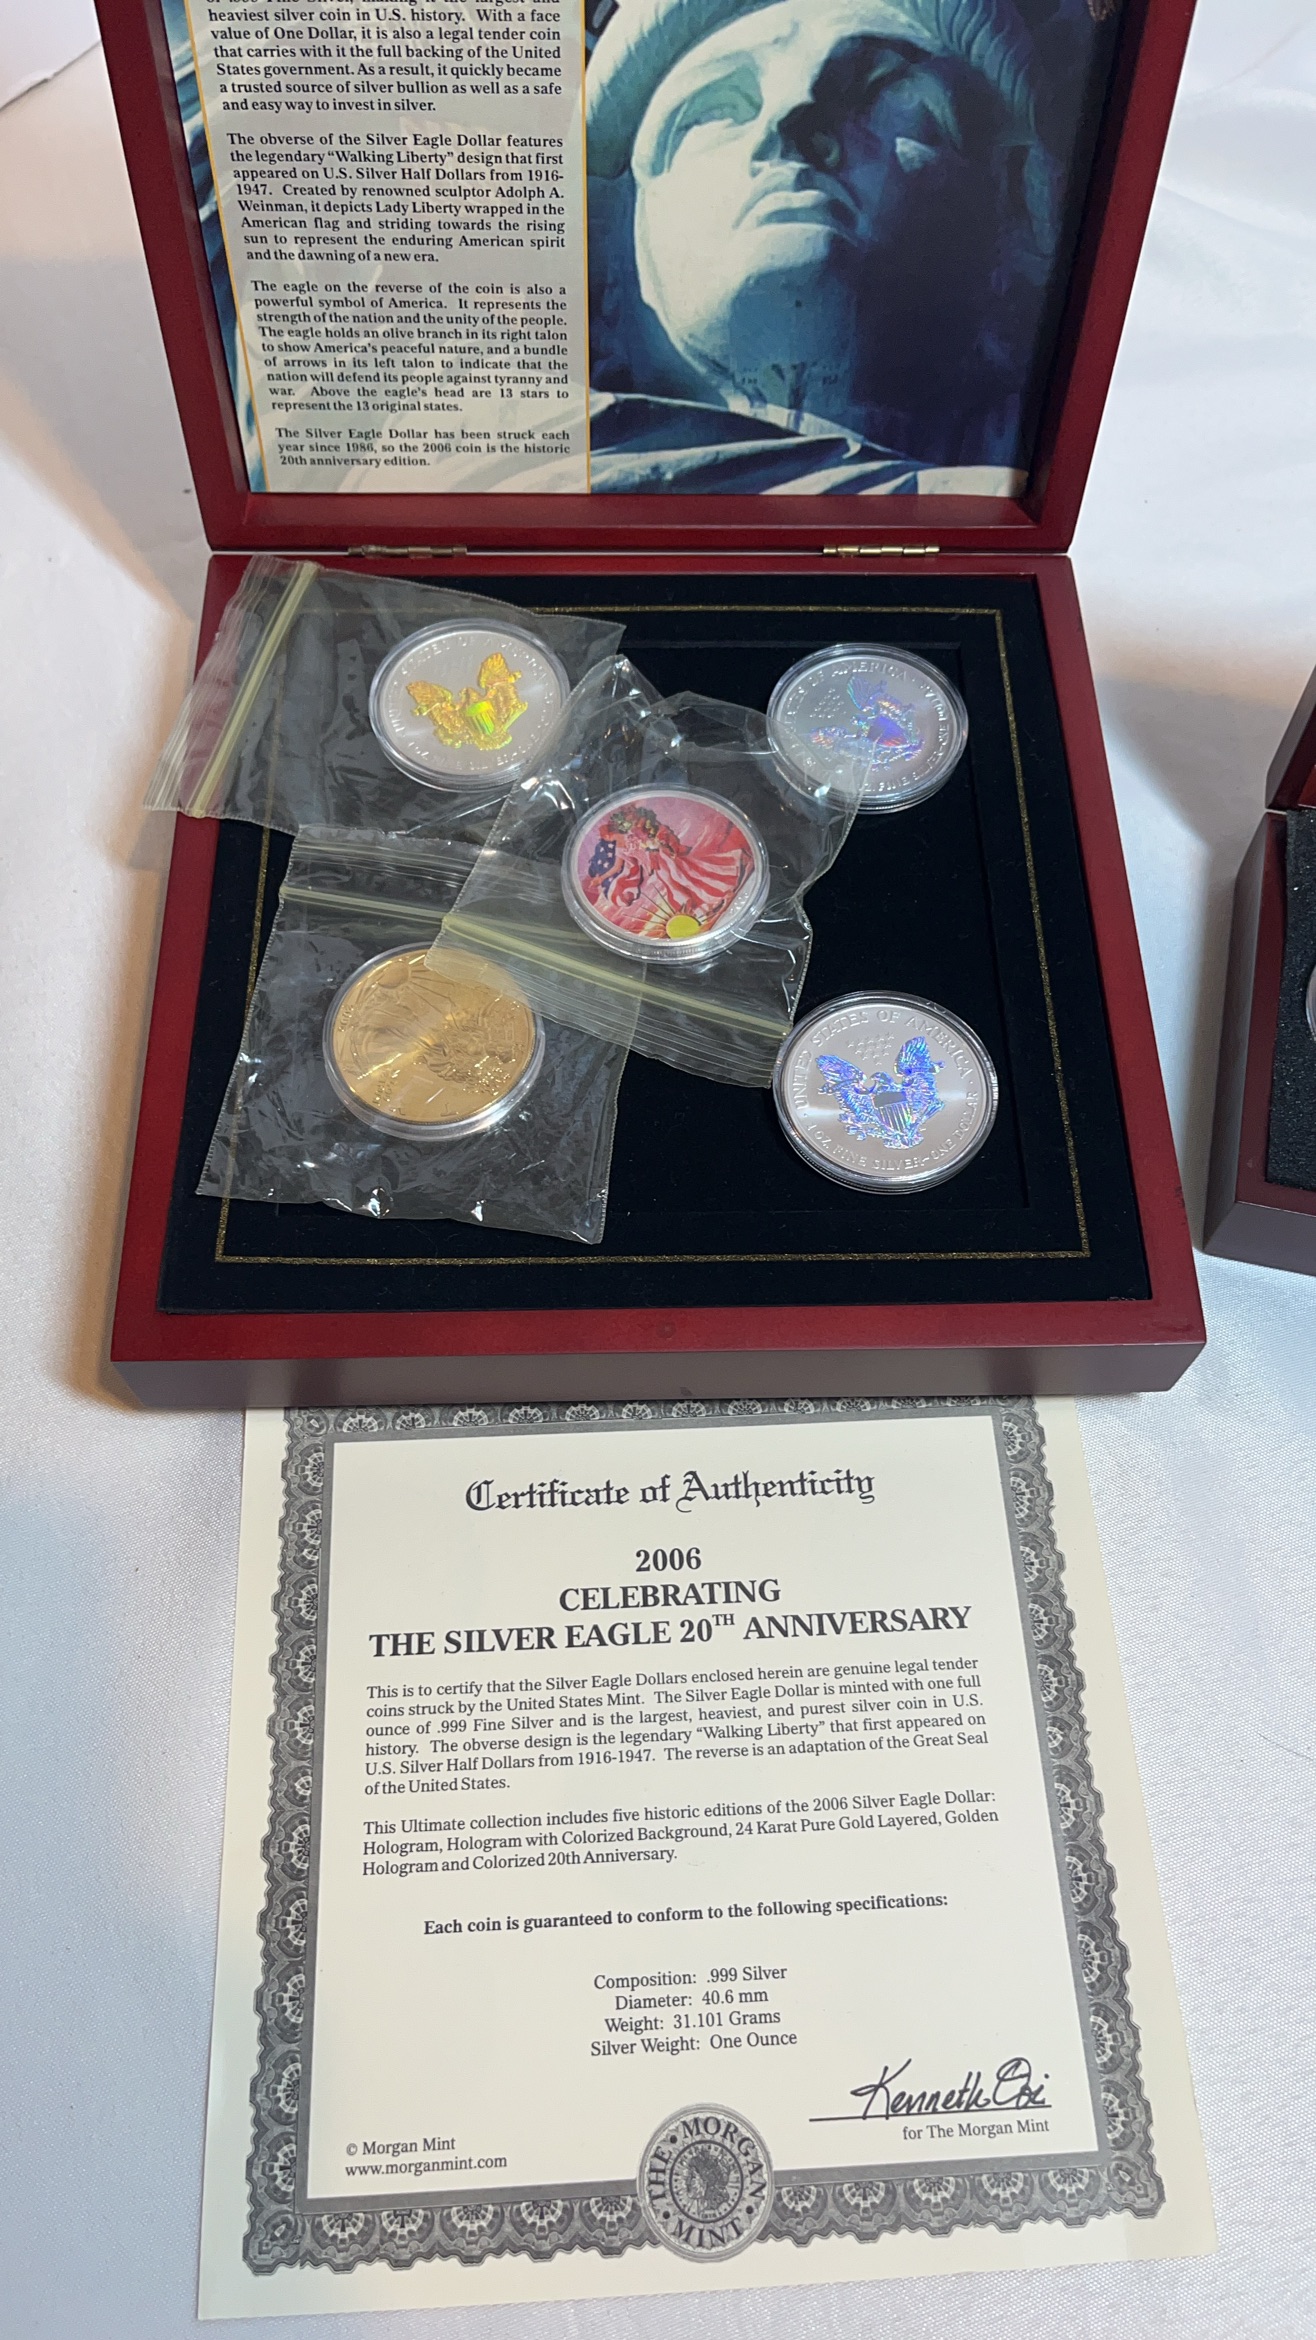 heaviest silver coin in U.S. history. With a face
value of One Dollar, it is also a legal tender coin
that carries with it the full backing of the United
States government. As a result, it quickly became
a trusted source of silver bullion as well as a safe
and easy way to invest in silver.
The obverse of the Silver Eagle Dollar features
the legendary "Walking Liberty" design that first
appeared on U.S. Silver Half Dollars from 1916-
1947. Created by renowned sculptor Adolph A.
Weinman, it depicts Lady Liberty wrapped in the
American flag and striding towards the rising
sun to represent the enduring American spirit
and the dawning of a new era.
The eagle on the reverse of the coin is also a
powerful symbol of America. It represents the
strength of the nation and the unity of the people.
The eagle holds an olive branch in its right talon
to show America's peaceful nature, and a bundle
of arrows in its left talon to indicate that the
nation will defend its people against tyranny and
war. Above the eagle's head are 13 stars to
represent the 13 original states.
The Silver Eagle Dollar has been struck each
year since 1986, so the 2006 coin is the historic
20th anniversary edition.
OF AMERICA
FINE SILVER
UNITED STATES OF AMERICA
1 OZ. FINE SILVER-ONE DOLLAR
Certificate of Authenticity
2006
CELEBRATING
THE SILVER EAGLE 20TH ANNIVERSARY
This is to certify that the Silver Eagle Dollars enclosed herein are genuine legal tender
coins struck by the United States Mint. The Silver Eagle Dollar is minted with one full
ounce of .999 Fine Silver and is the largest, heaviest, and purest silver coin in U.S.
history. The obverse design is the legendary "Walking Liberty" that first appeared on
U.S. Silver Half Dollars from 1916-1947. The reverse is an adaptation of the Great Seal
of the United States.
This Ultimate collection includes five historic editions of the 2006 Silver Eagle Dollar:
Hologram, Hologram with Colorized Background, 24 Karat Pure Gold Layered, Golden
Hologram and Colorized 20th Anniversary.
Each coin is guaranteed to conform to the following specifications:
Composition: .999 Silver
Diameter: 40.6 mm
Weight: 31.101 Grams
Silver Weight: One Ounce
Kenneth
for The Morgan Mint
© Morgan Mint
www.morganmint.com
THE MORGAN MINT